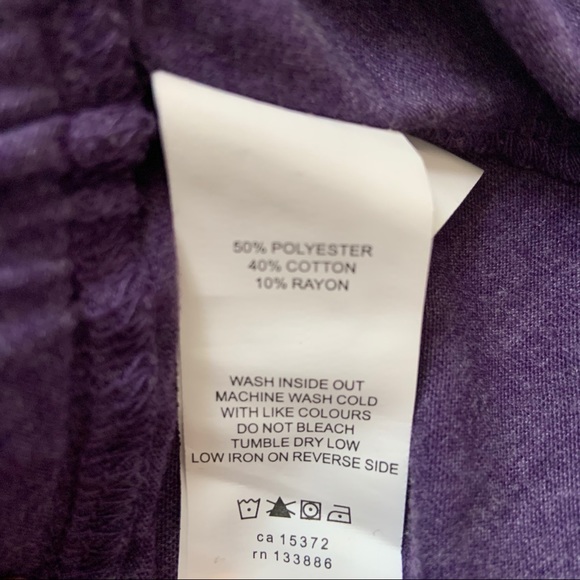 50% POLYESTER
40% COTTON
10% RAYON
WASH INSIDE OUT
MACHINE WASH COLD
WITH LIKE COLOURS
DO NOT BLEACH
TUMBLE DRY LOW
LOW IRON ON REVERSE SIDE
ca 15372
rn 133886